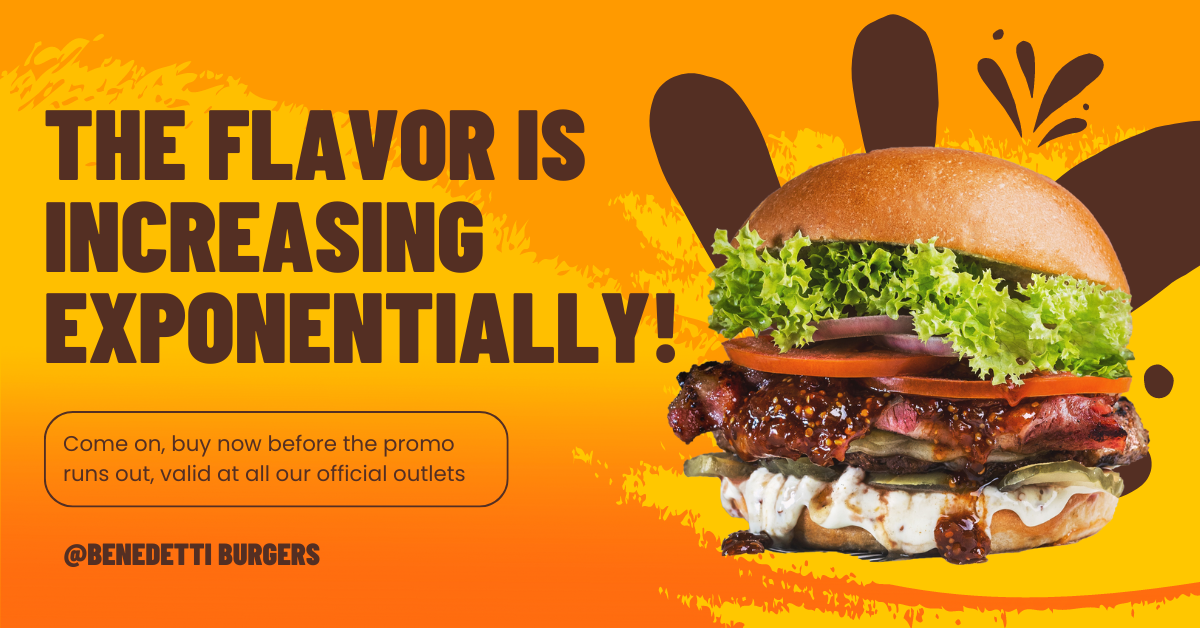 THE FLAVOR IS
INCREASING
EXPONENTIALLY!
Come on, buy now before the promo
runs out, valid at all our official outlets
@BENEDETTI BURGERS